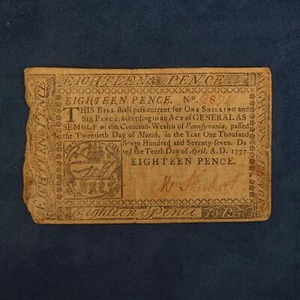 EIGHTEEN PENCE
EIGHTEEN PENCE. No. 8
THIS Bill shall pass current for ONE SHILLING and
SIX PENCE, according to an Act of GENERAL AS
SEMBLY of the Common-Wealth of Pennsylvania, passed
the Twentieth Day of March, in the Year One Thousand
Seven Hundred and Seventy-seven. Da
ted the Tenth Day of April, A.D. 1777.
EIGHTEEN PENCE.
Eighteen Pence